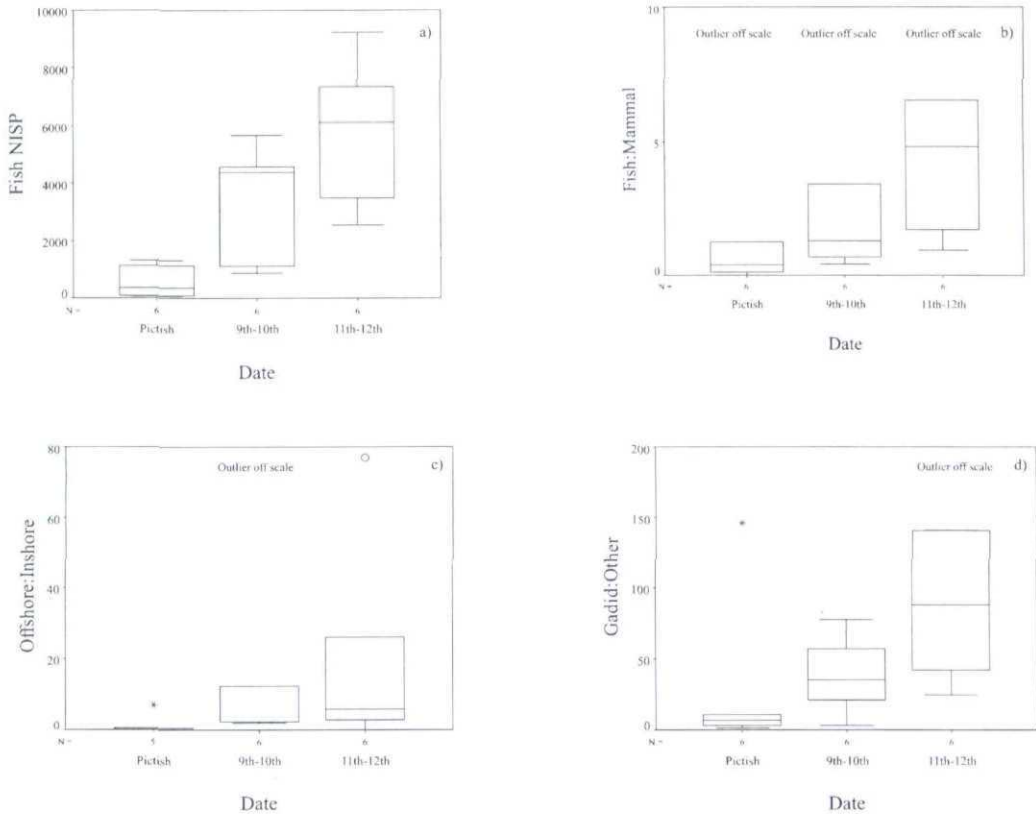 10000
a)
8000
6000
4000
2000
0
Fish NISP
N =
6
6
6
Pictish
9th-10th
11th-12th
Date
10
Outlier off scale
Outlier off scale
Outlier off scale
b)
5
0
Fish:Mammal
N =
6
6
6
Pictish
9th-10th
11th-12th
Date
80
Outlier off scale
c)
60
40
20
0
Offshore:Inshore
N =
5
6
6
Pictish
9th-10th
11th-12th
Date
200
Outlier off scale
d)
150
100
50
0
Gadid:Other
N =
6
6
6
Pictish
9th-10th
11th-12th
Date